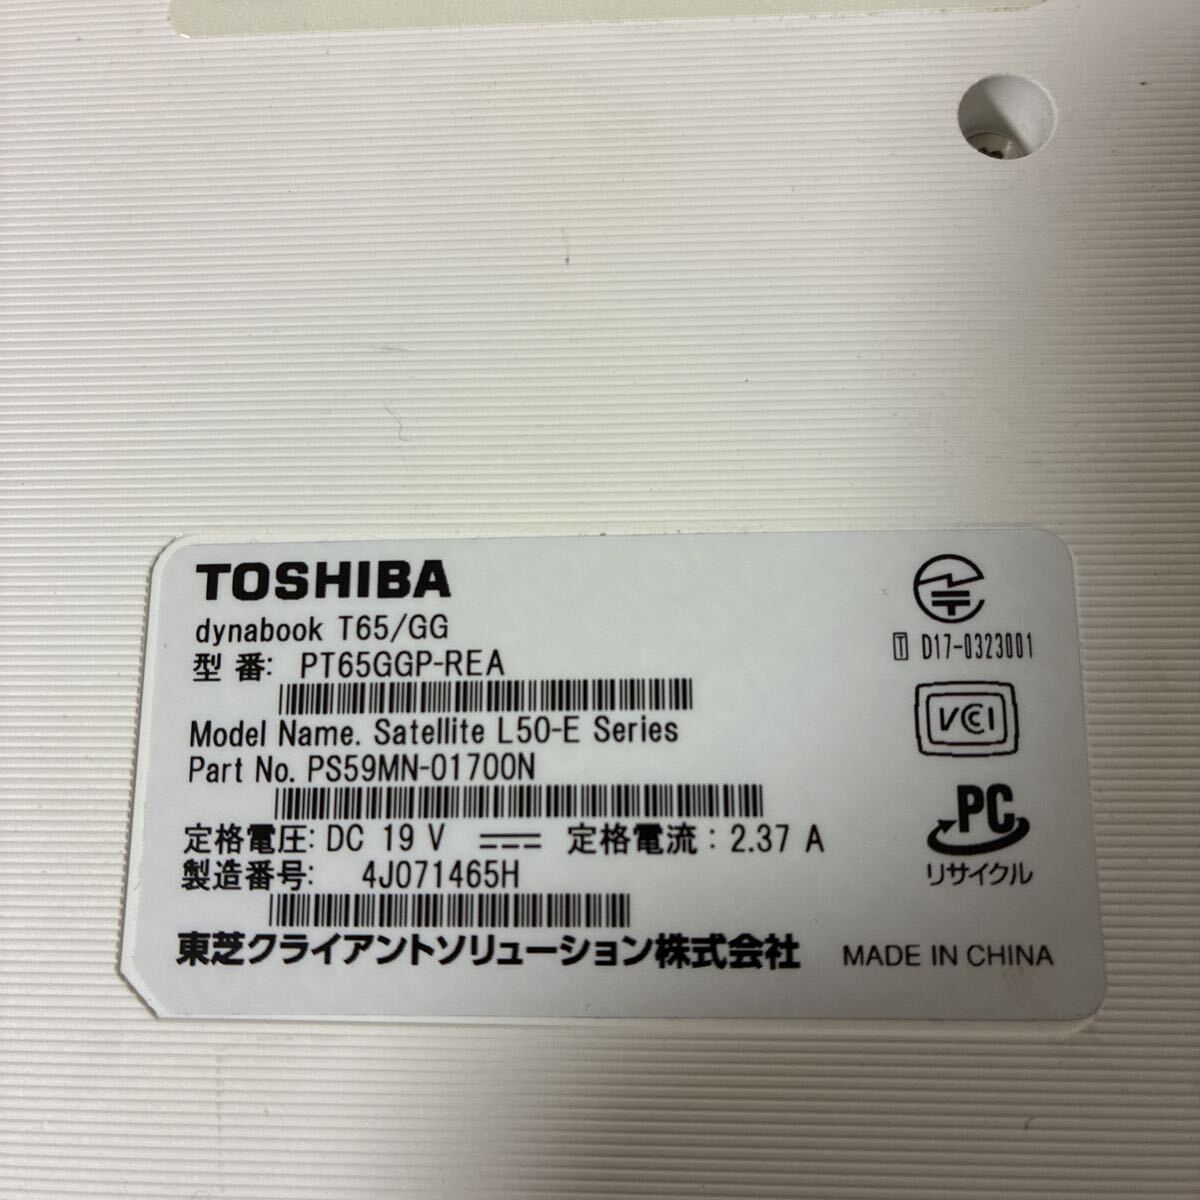 TOSHIBA
dynabook T65/GG
型番: PT65GGP-REA
Model Name. Satellite L50-E Series
Part No. PS59MN-01700N
定格電圧: DC 19 V 定格電流: 2.37 A
製造番号: 4J071465H
東芝クライアントソリューション株式会社
MADE IN CHINA
T D17-0323001
VCCI
PC
リサイクル